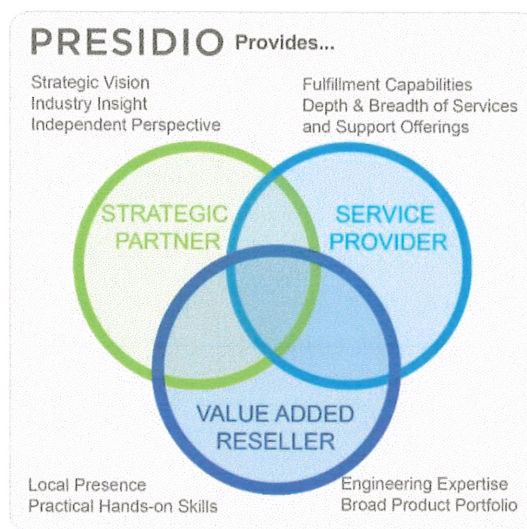 PRESIDIO Provides...
Strategic Vision
Industry Insight
Independent Perspective
Fulfillment Capabilities
Depth & Breadth of Services
and Support Offerings
STRATEGIC
PARTNER
SERVICE
PROVIDER
VALUE ADDED
RESELLER
Local Presence
Practical Hands-on Skills
Engineering Expertise
Broad Product Portfolio